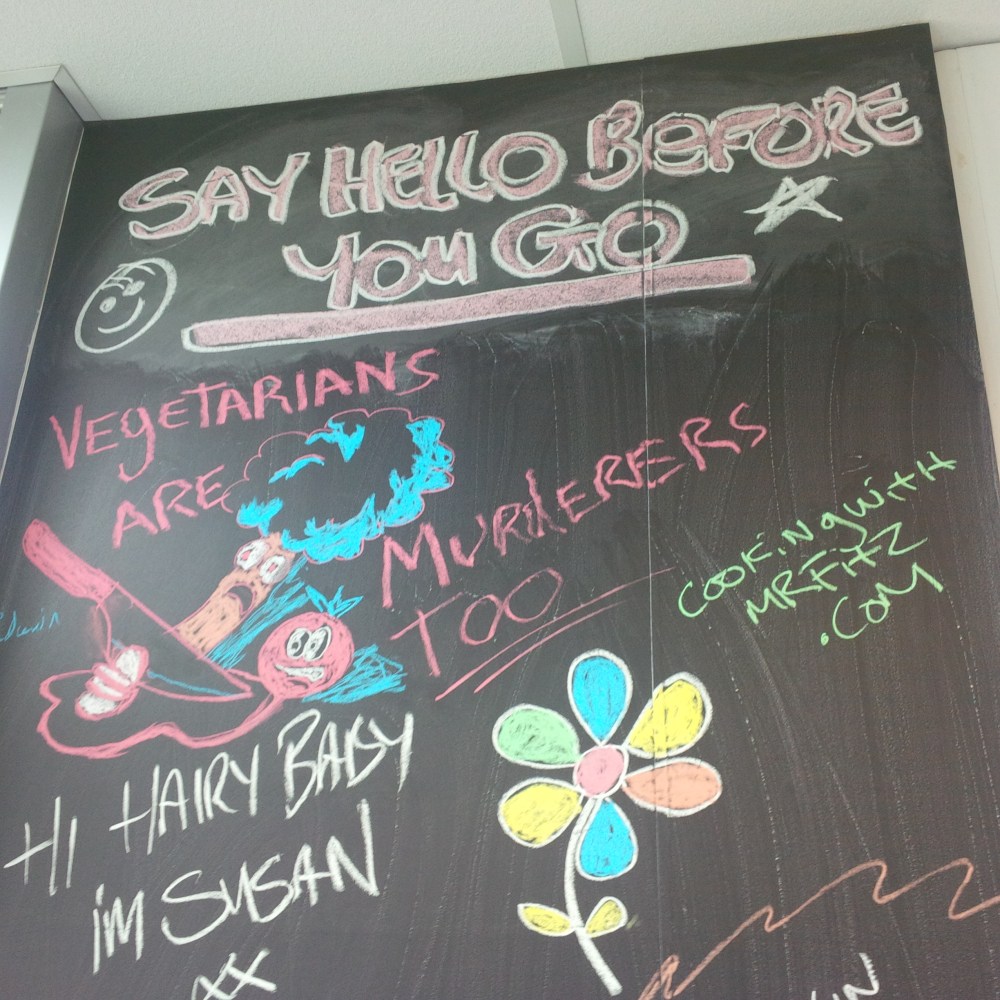 SAY HELLO BEFORE
YOU GO
VEgETARIANS
ARE
MURdERERS
TOO
COOKiNgWiTH
MRFITZ
.COM
HI HAIRY BABY
iM SUSAN
XX